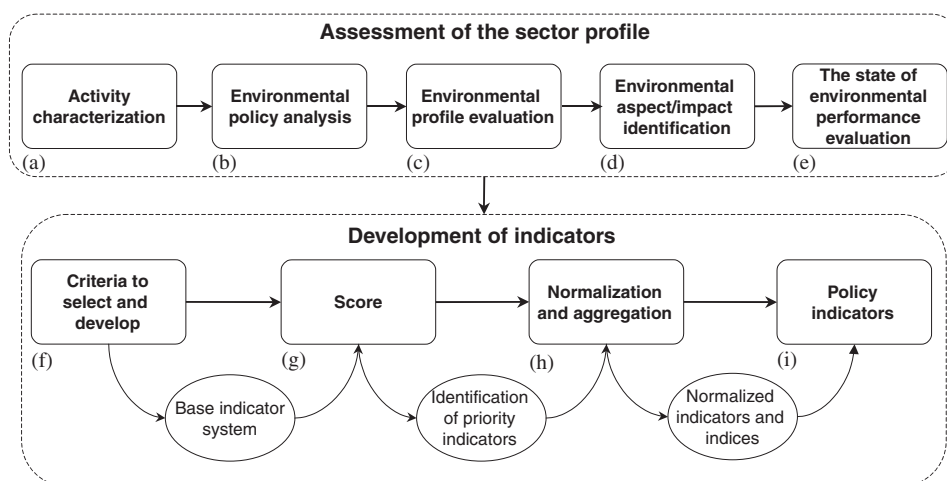 Assessment of the sector profile
Activity
characterization
(a)
Environmental
policy analysis
(b)
Environmental
profile evaluation
(c)
Environmental
aspect/impact
identification
(d)
The state of
environmental
performance
evaluation
(e)
Development of indicators
Criteria to
select and
develop
(f)
Score
(g)
Normalization
and aggregation
(h)
Policy
indicators
(i)
Base indicator
system
Identification
of priority
indicators
Normalized
indicators and
indices